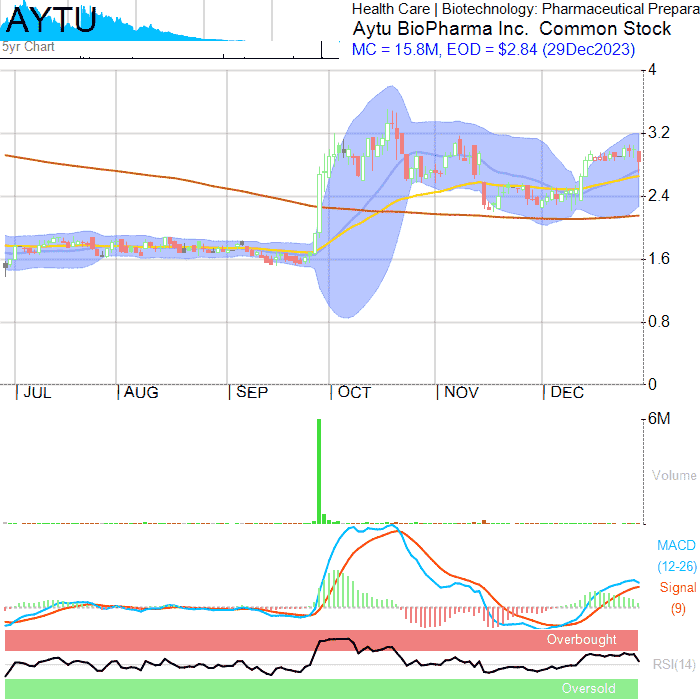 AYTU
5yr Chart
Health Care | Biotechnology: Pharmaceutical Prepara
Aytu BioPharma Inc. Common Stock
MC = 15.8M, EOD = $2.84 (29Dec2023)
4
3.2
2.4
1.6
0.8
0
JUL
AUG
SEP
OCT
NOV
DEC
6M
Volume
MACD
(12-26)
Signal
(9)
Overbought
RSI(14)
Oversold